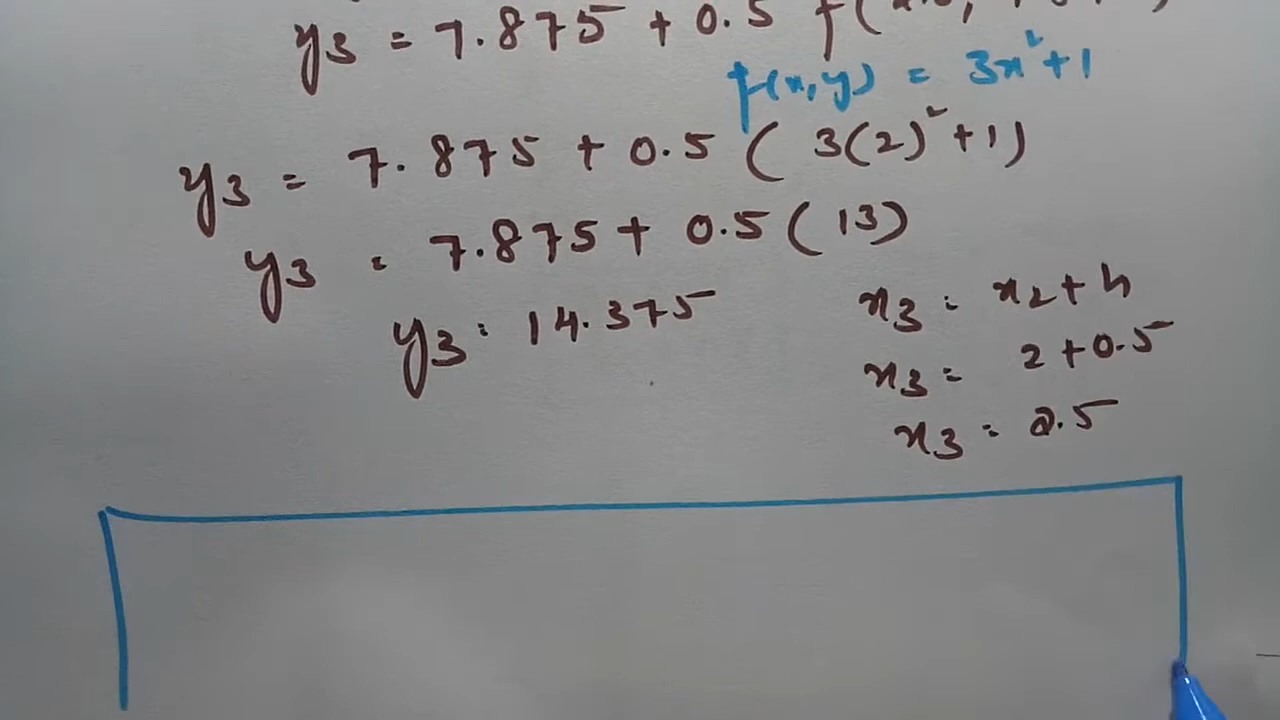 y3 = 7.875 + 0.5 f(
f(x,y) = 3x²+1
y3 = 7.875 + 0.5 ( 3(2)²+1)
y3 = 7.875 + 0.5 ( 13)
y3 = 14.375
x3 = x2 + h
x3 = 2 + 0.5
x3 = 2.5